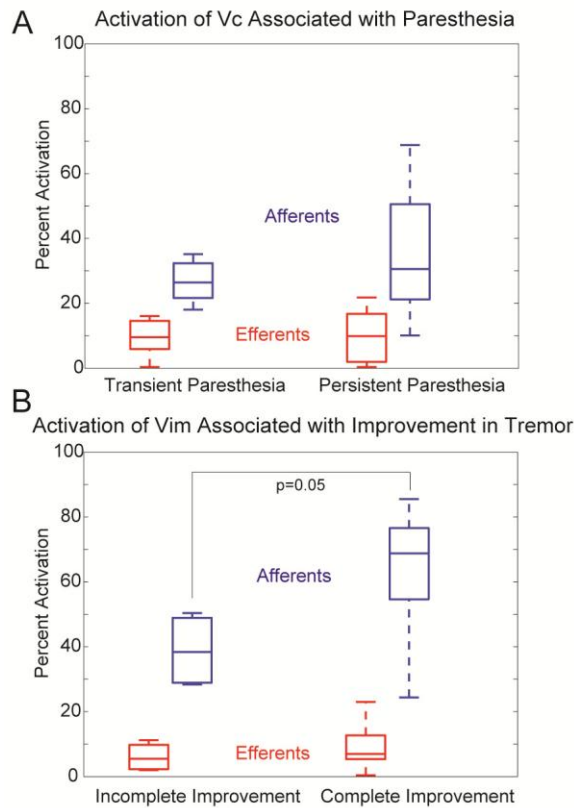 A
Activation of Vc Associated with Paresthesia
100
80
60
40
20
0
Percent Activation
Afferents
Efferents
Transient Paresthesia
Persistent Paresthesia
B
Activation of Vim Associated with Improvement in Tremor
100
80
60
40
20
0
Percent Activation
p=0.05
Afferents
Efferents
Incomplete Improvement
Complete Improvement